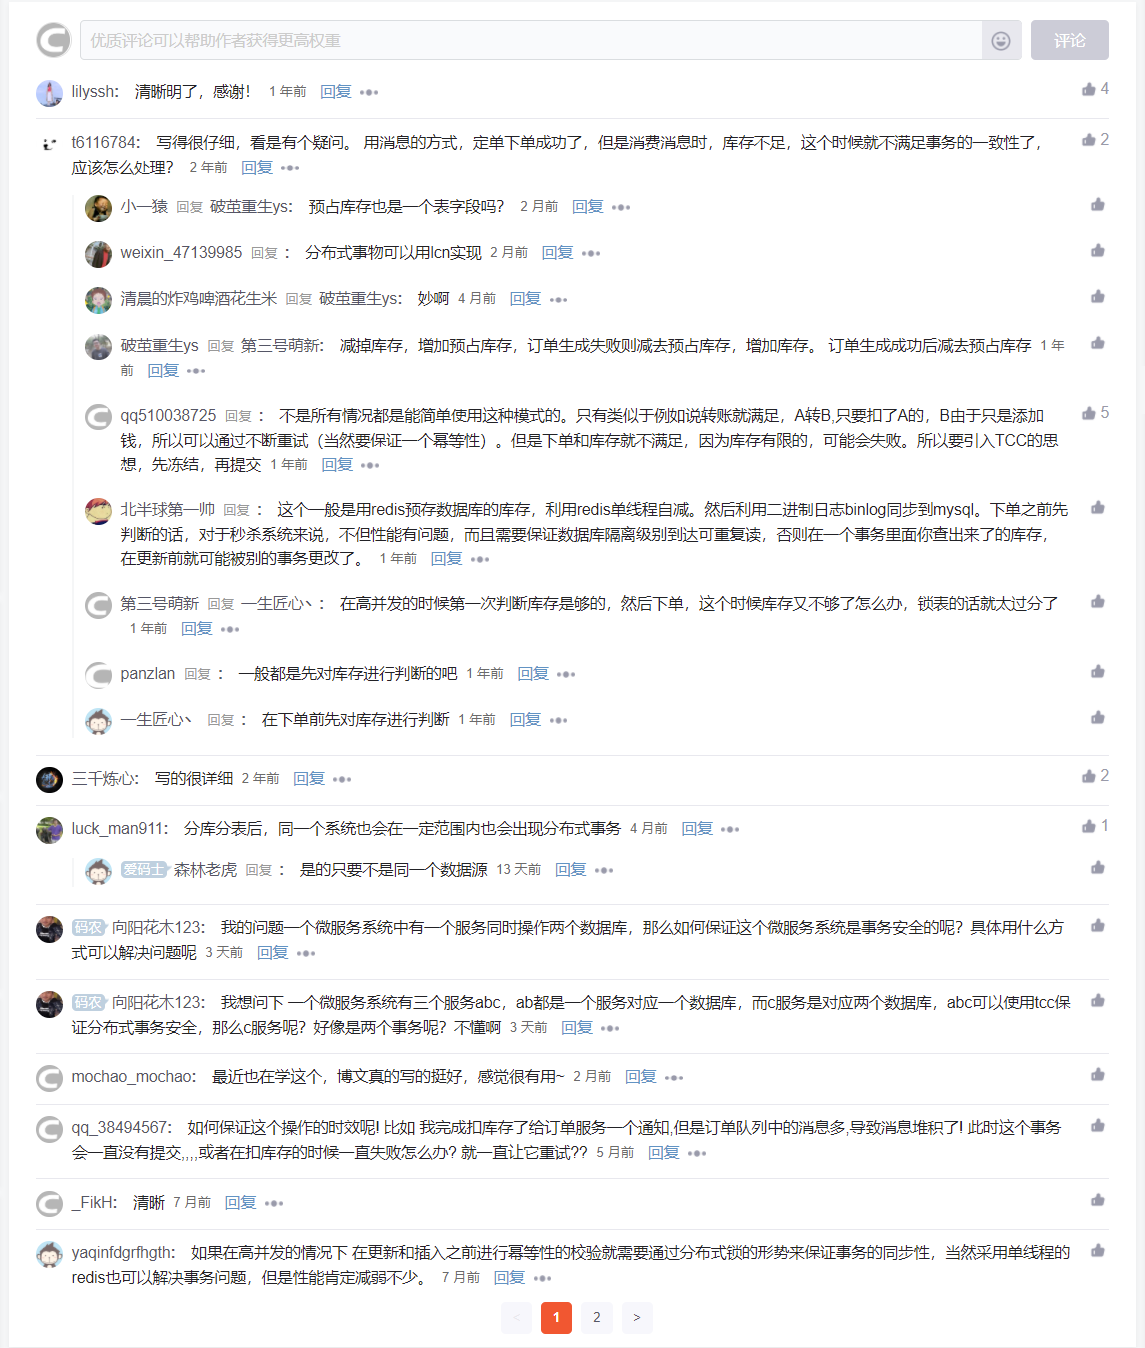 优质评论可以帮助作者获得更高权重
评论
lilyssh： 清晰明了，感谢！ 1 年前 回复 •••
4
t6116784： 写得很仔细，看是有个疑问。 用消息的方式，定单下单成功了，但是消费消息时，库存不足，这个时候就不满足事务的一致性了，
应该怎么处理？ 2 年前 回复 •••
2
小一猿 回复 破茧重生ys： 预占库存也是一个表字段吗？ 2 月前 回复 •••
weixin_47139985 回复 ： 分布式事物可以用lcn实现 2 月前 回复 •••
清晨的炸鸡啤酒花生米 回复 破茧重生ys： 妙啊 4 月前 回复 •••
破茧重生ys 回复 第三号萌新： 减掉库存，增加预占库存，订单生成失败则减去预占库存，增加库存。 订单生成成功后减去预占库存 1 年
前 回复 •••
qq510038725 回复 ： 不是所有情况都是能简单使用这种模式的。只有类似于例如说转账就满足，A转B,只要扣了A的，B由于只是添加
钱，所以可以通过不断重试（当然要保证一个幂等性）。但是下单和库存就不满足，因为库存有限的，可能会失败。所以要引入TCC的思
想，先冻结，再提交 1 年前 回复 •••
5
北半球第一帅 回复 ： 这个一般是用redis预存数据库的库存，利用redis单线程自减。然后利用二进制日志binlog同步到mysql。下单之前先
判断的话，对于秒杀系统来说，不但性能有问题，而且需要保证数据库隔离级别到达可重复读，否则在一个事务里面你查出来了的库存，
在更新前就可能被别的事务更改了。 1 年前 回复 •••
第三号萌新 回复 一生匠心丶： 在高并发的时候第一次判断库存是够的，然后下单，这个时候库存又不够了怎么办，锁表的话就太过分了
1 年前 回复 •••
panzlan 回复 ： 一般都是先对库存进行判断的吧 1 年前 回复 •••
一生匠心丶 回复 ： 在下单前先对库存进行判断 1 年前 回复 •••
三千炼心： 写的很详细 2 年前 回复 •••
2
luck_man911： 分库分表后，同一个系统也会在一定范围内也会出现分布式事务 4 月前 回复 •••
1
爱码士 森林老虎 回复 ： 是的只要不是同一个数据源 13 天前 回复 •••
码农 向阳花木123： 我的问题一个微服务系统中有一个服务同时操作两个数据库，那么如何保证这个微服务系统是事务安全的呢？具体用什么方
式可以解决问题呢 3 天前 回复 •••
码农 向阳花木123： 我想问下 一个微服务系统有三个服务abc，ab都是一个服务对应一个数据库，而c服务是对应两个数据库，abc可以使用tcc保
证分布式事务安全，那么c服务呢？好像是两个事务呢？不懂啊 3 天前 回复 •••
mochao_mochao： 最近也在学这个，博文真的写的挺好，感觉很有用~ 2 月前 回复 •••
qq_38494567： 如何保证这个操作的时效呢! 比如 我完成扣库存了给订单服务一个通知,但是订单队列中的消息多,导致消息堆积了! 此时这个事务
会一直没有提交,,,,或者在扣库存的时候一直失败怎么办? 就一直让它重试?? 5 月前 回复 •••
_FikH： 清晰 7 月前 回复 •••
yaqinfdgrfhgth： 如果在高并发的情况下 在更新和插入之前进行幂等性的校验就需要通过分布式锁的形势来保证事务的同步性，当然采用单线程的
redis也可以解决事务问题，但是性能肯定减弱不少。 7 月前 回复 •••
< 1 2 >